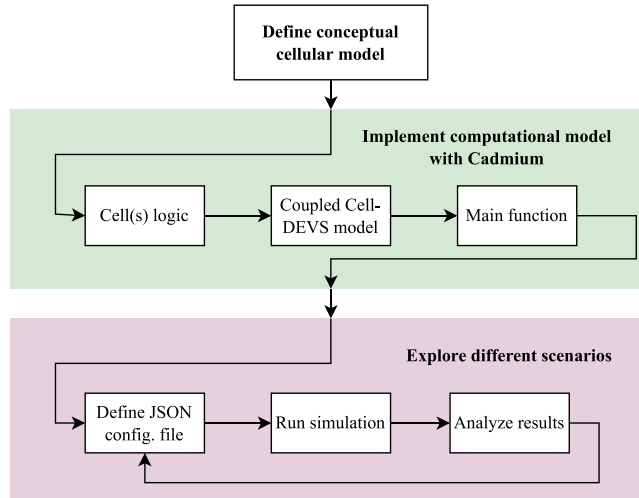 Define conceptual
cellular model
Implement computational model
with Cadmium
Cell(s) logic
Coupled Cell-
DEVS model
Main function
Explore different scenarios
Define JSON
config. file
Run simulation
Analyze results